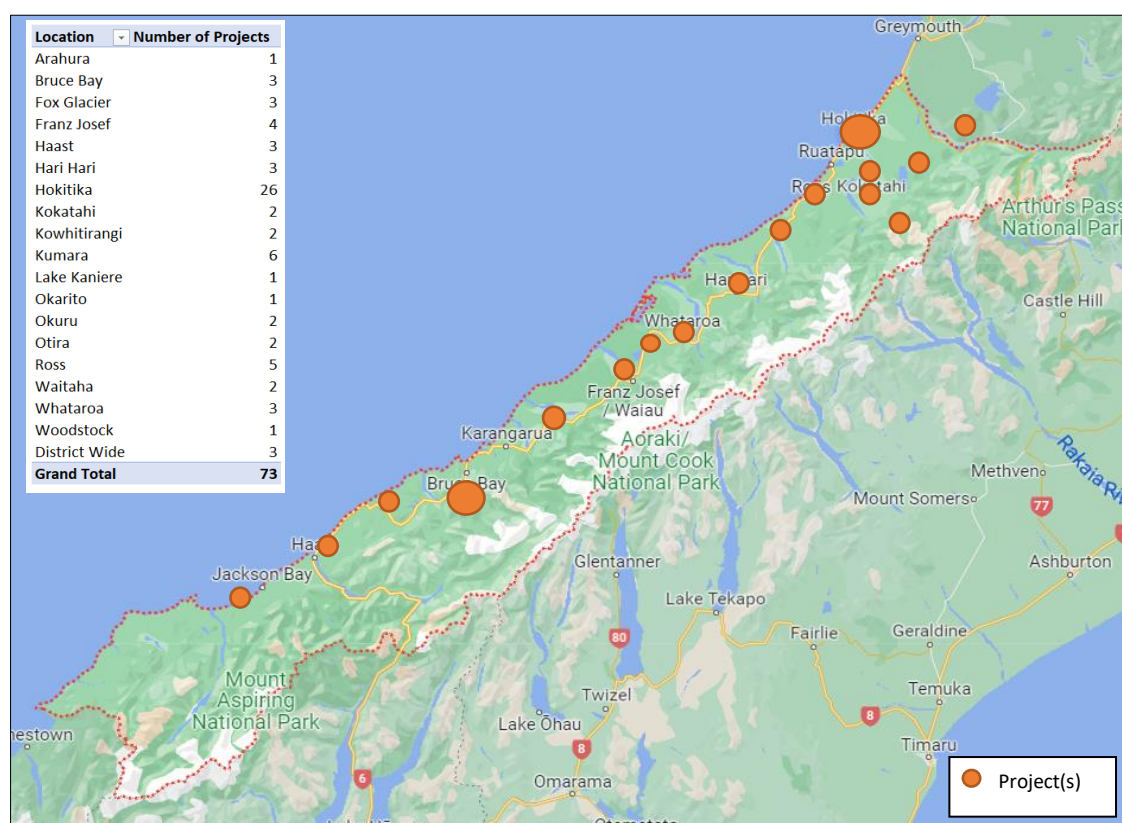 Location Number of Projects
Arahura 1
Bruce Bay 3
Fox Glacier 3
Franz Josef 4
Haast 3
Hari Hari 3
Hokitika 26
Kokatahi 2
Kowhitirangi 2
Kumara 6
Lake Kaniere 1
Okarito 1
Okuru 2
Otira 2
Ross 5
Waitaha 2
Whataroa 3
Woodstock 1
District Wide 3
Grand Total 73
Greymouth
Ruatapu
Arthur's Pass
National Park
Castle Hill
Whataroa
Franz Josef
/ Waiau
Karangarua
Aoraki/
Mount Cook
National Park
Methven
Rakaia
Mount Somers
77
Bruce Bay
Jackson Bay
Glentanner
Ashburton
Lake Tekapo
80
Fairlie
Geraldine
Mount
Aspiring
National Park
Twizel
Temuka
Lake Ohau
8
8
Timaru
6
Omarama
Project(s)